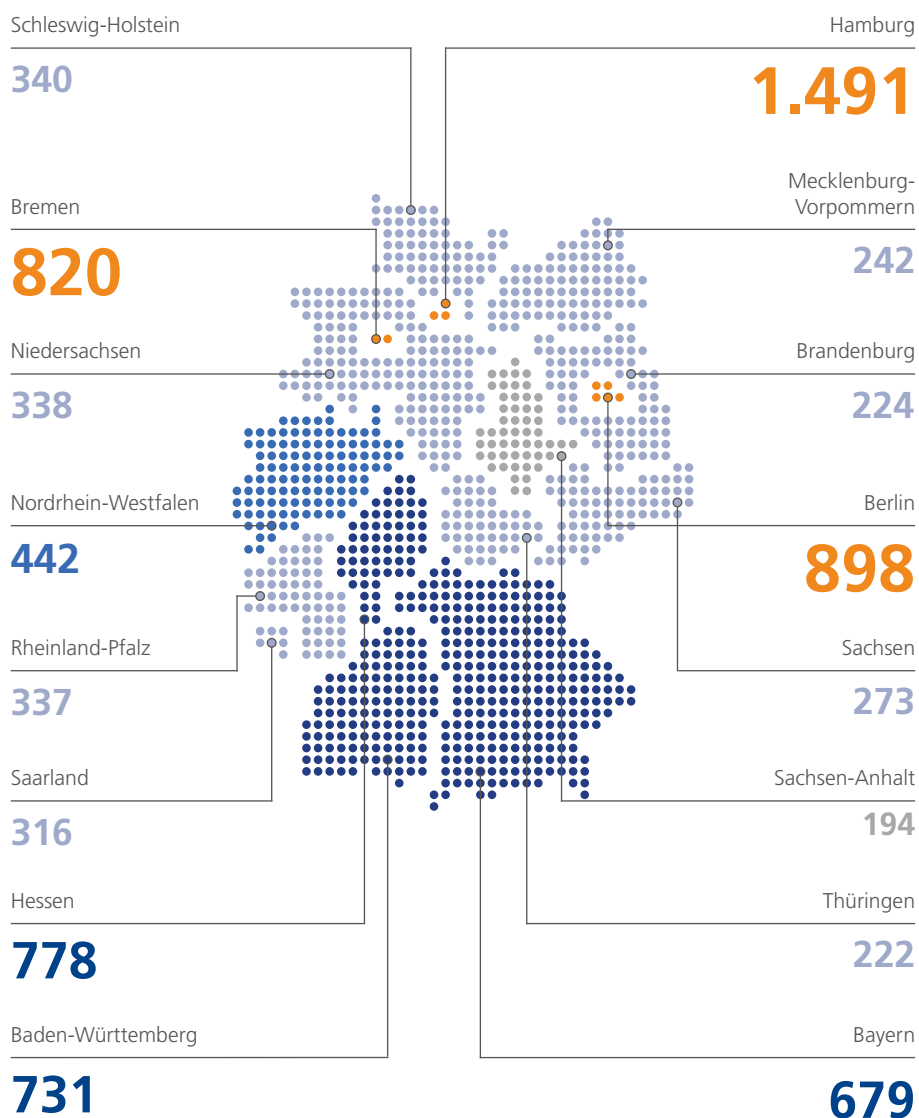 Schleswig-Holstein
340
Hamburg
1.491
Bremen
820
Mecklenburg-
Vorpommern
242
Niedersachsen
338
Brandenburg
224
Nordrhein-Westfalen
442
Berlin
898
Rheinland-Pfalz
337
Sachsen
273
Saarland
316
Sachsen-Anhalt
194
Hessen
778
Thüringen
222
Baden-Württemberg
731
Bayern
679